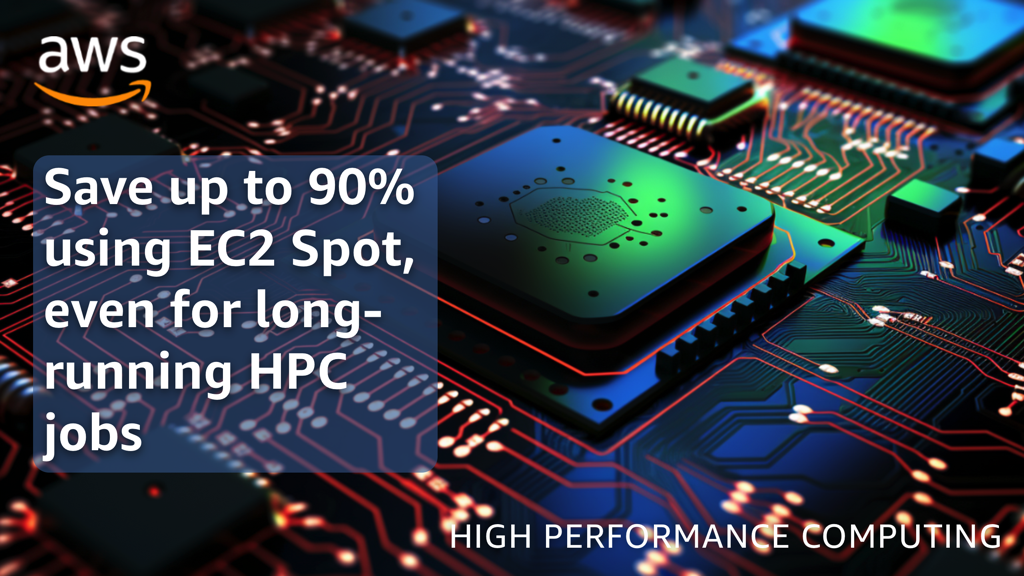 aws
Save up to 90%
using EC2 Spot,
even for long-
running HPC
jobs
HIGH PERFORMANCE COMPUTING